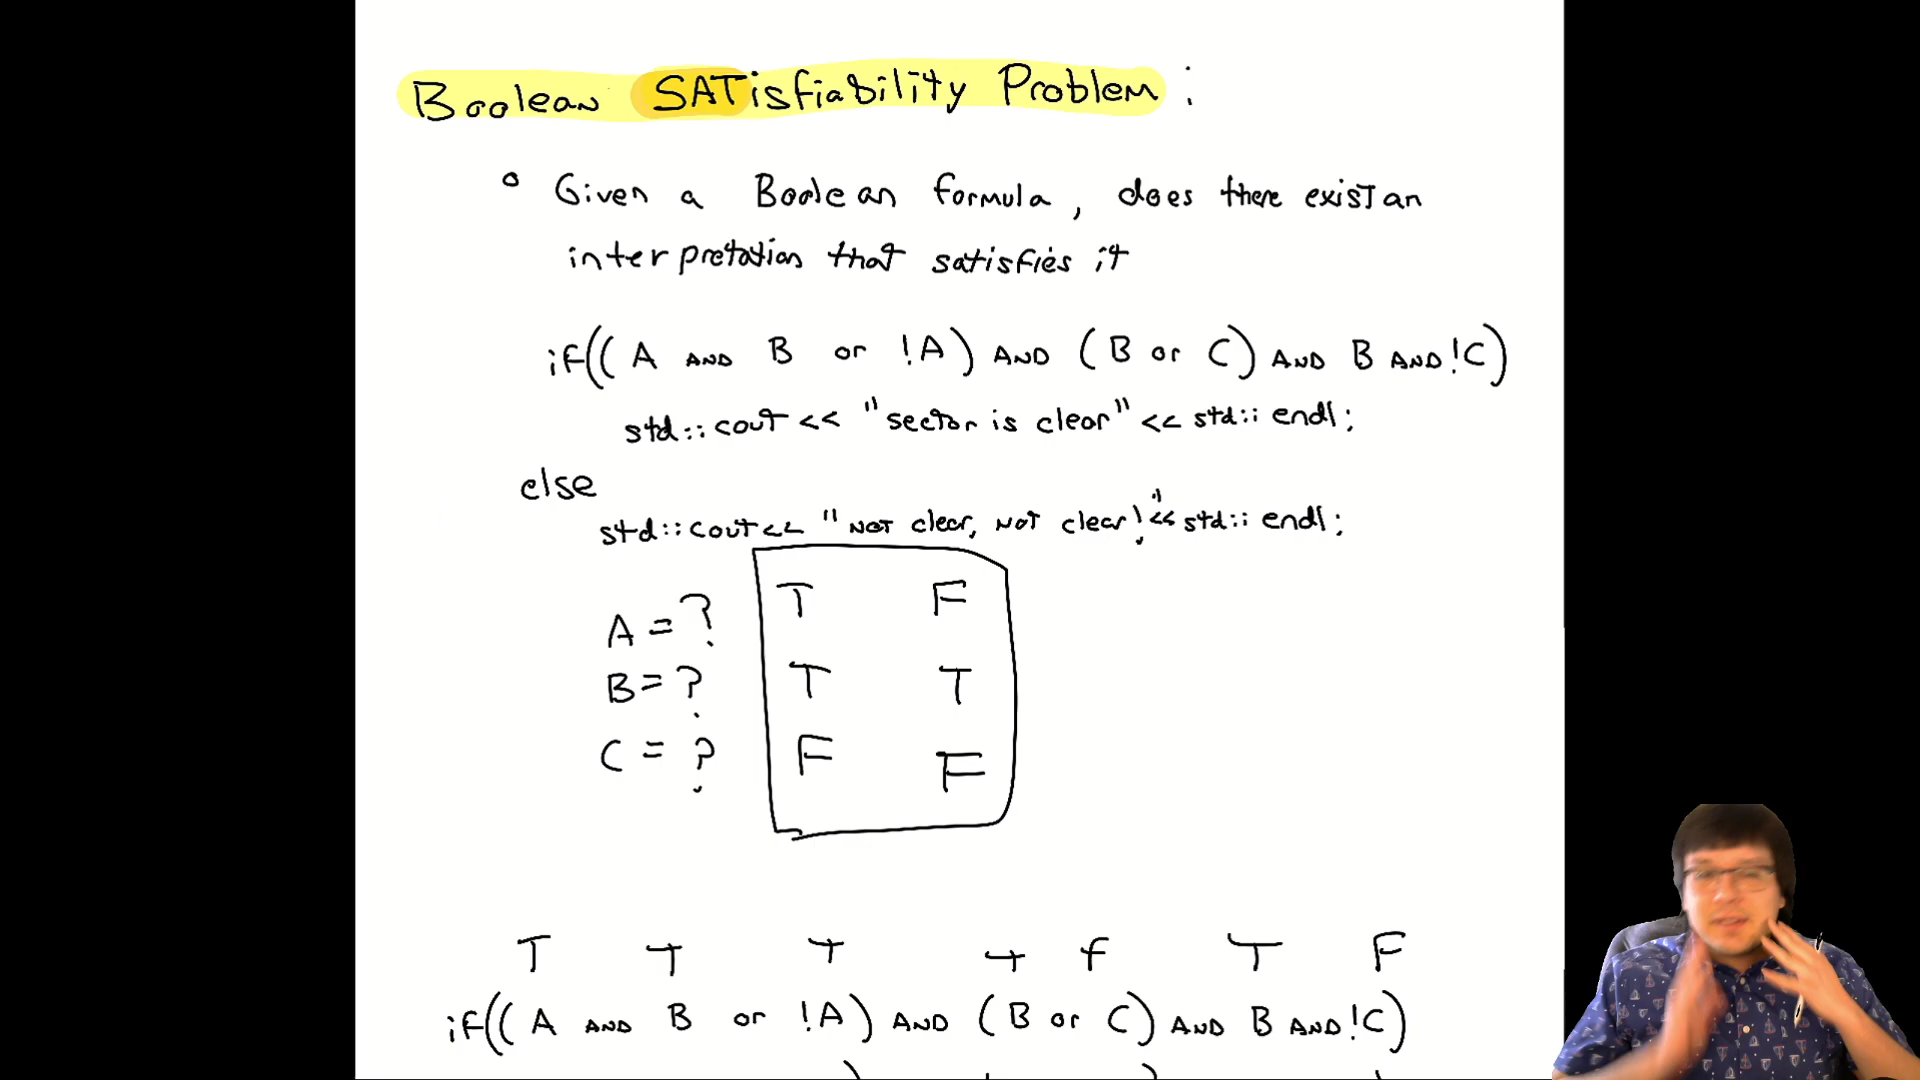 Boolean SATisfiability Problem :
Given a Boolean formula, does there exist an
interpretation that satisfies it
if(( A AND B or !A) AND (B or C) AND B AND !C)
std::cout << "sector is clear" << std::endl;
else
std::cout << "NOT clear, NOT clear!" << std::endl;
A = ? T F
B = ? T T
C = ? F F
T T T T f T F
if(( A AND B or !A) AND (B or C) AND B AND !C)